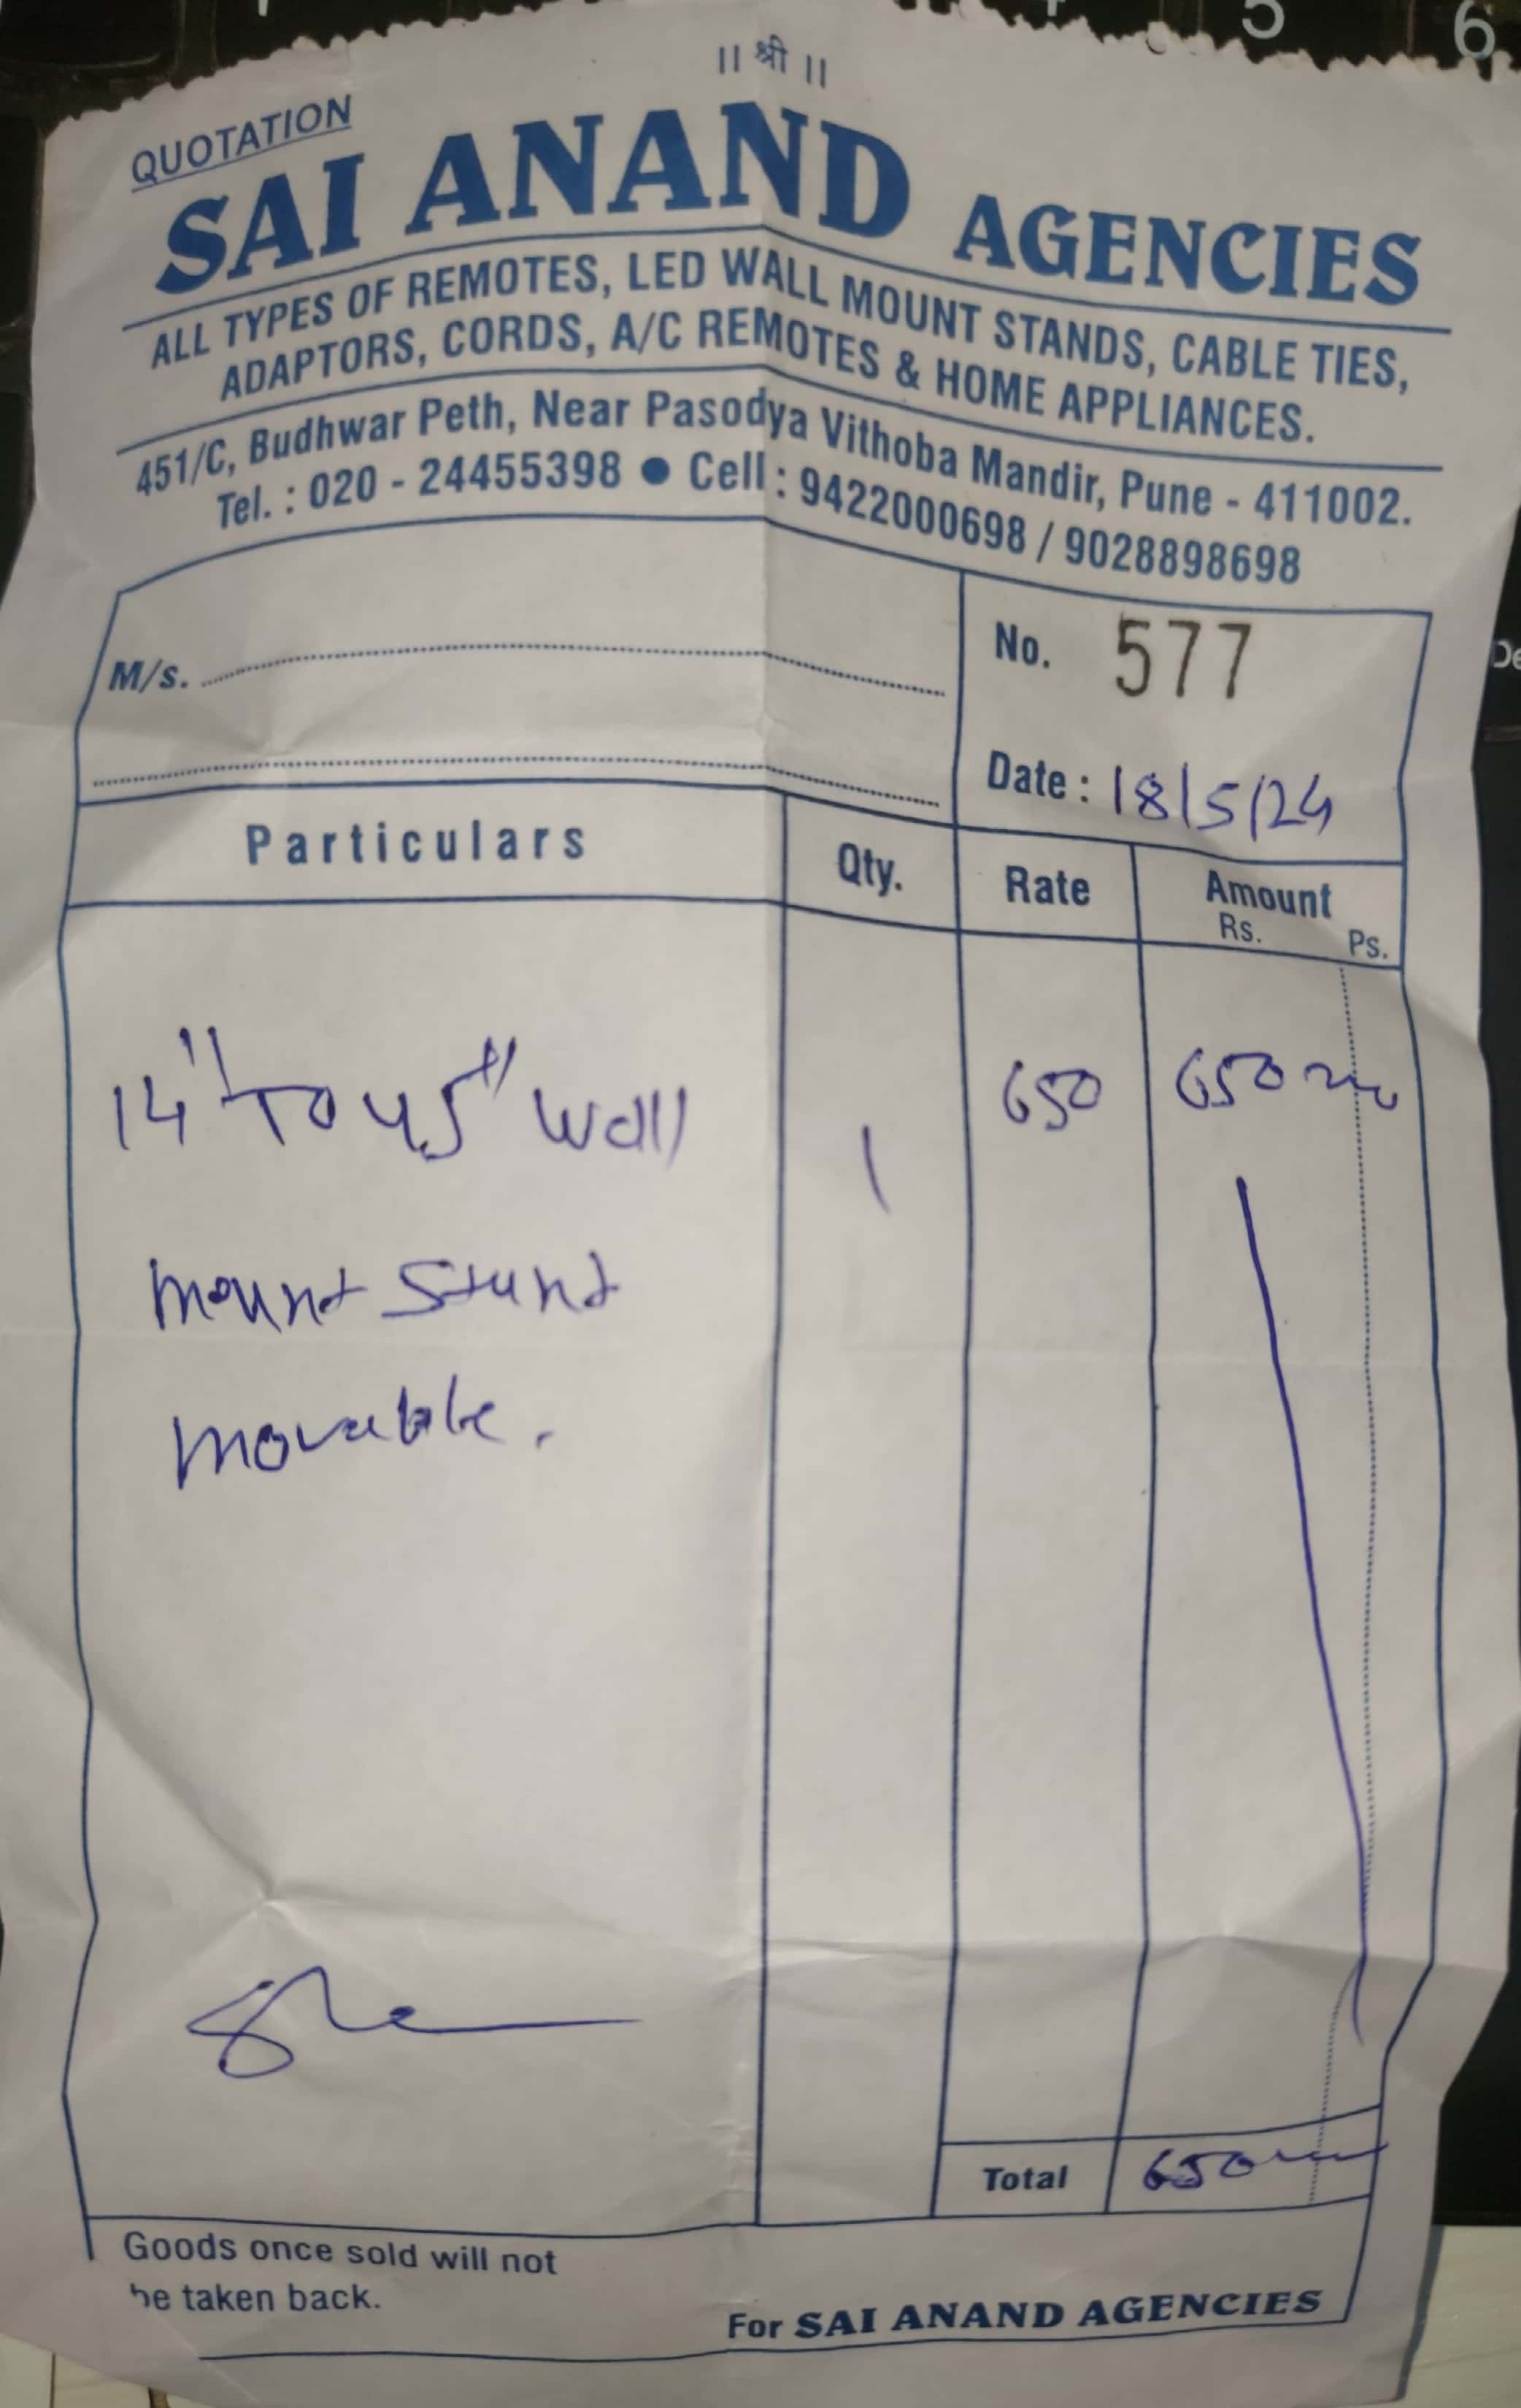 || श्री ||
QUOTATION
SAI ANAND AGENCIES
ALL TYPES OF REMOTES, LED WALL MOUNT STANDS, CABLE TIES,
ADAPTORS, CORDS, A/C REMOTES & HOME APPLIANCES.
451/C, Budhwar Peth, Near Pasodya Vithoba Mandir, Pune - 411002.
Tel. : 020 - 24455398 ● Cell : 9422000698 / 9028898698
M/s.
No. 577
Date : 18/5/24
Particulars Qty. Rate Amount
Rs. Ps.
14" To 45" Wall 1 650 650
Mount Stand
Movable.
Total 650
Goods once sold will not
be taken back.
For SAI ANAND AGENCIES
5 6
De